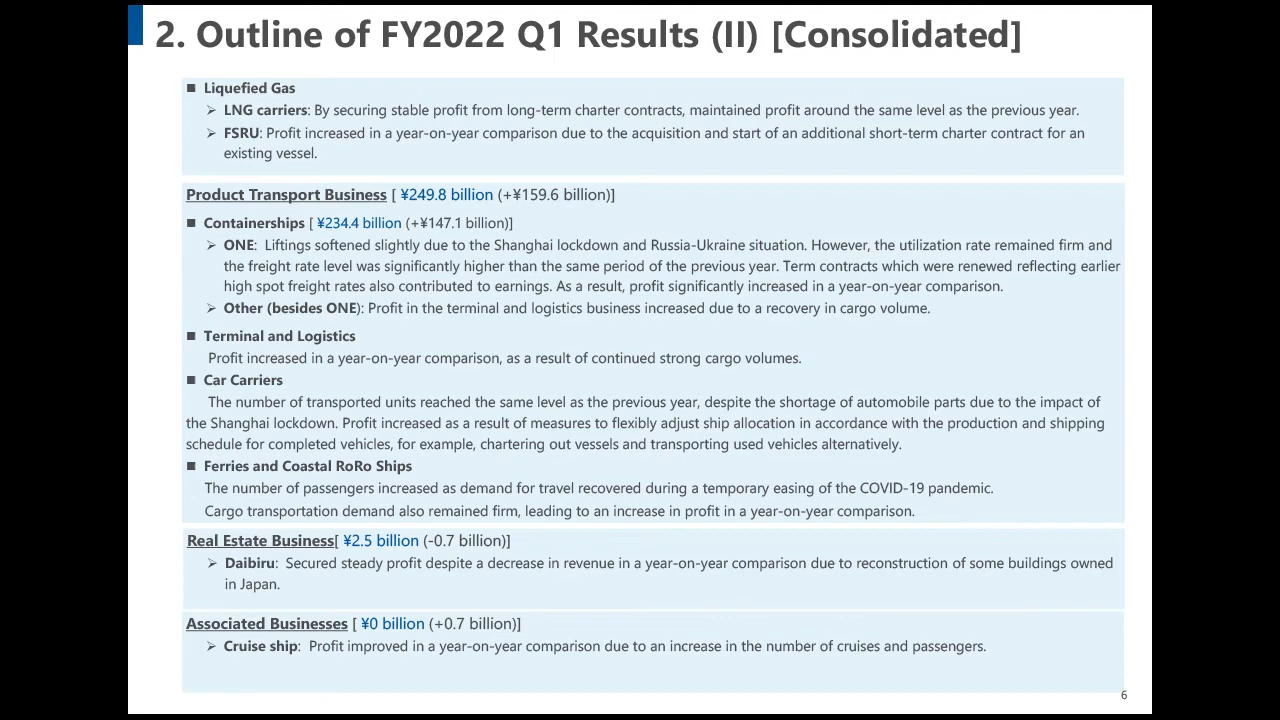 2. Outline of FY2022 Q1 Results (II) [Consolidated]
■ Liquefied Gas
➢ LNG carriers: By securing stable profit from long-term charter contracts, maintained profit around the same level as the previous year.
➢ FSRU: Profit increased in a year-on-year comparison due to the acquisition and start of an additional short-term charter contract for an
existing vessel.
Product Transport Business [ ¥249.8 billion (+¥159.6 billion)]
■ Containerships [ ¥234.4 billion (+¥147.1 billion)]
➢ ONE:  Liftings softened slightly due to the Shanghai lockdown and Russia-Ukraine situation. However, the utilization rate remained firm and
the freight rate level was significantly higher than the same period of the previous year. Term contracts which were renewed reflecting earlier
high spot freight rates also contributed to earnings. As a result, profit significantly increased in a year-on-year comparison.
➢ Other (besides ONE): Profit in the terminal and logistics business increased due to a recovery in cargo volume.
■ Terminal and Logistics
Profit increased in a year-on-year comparison, as a result of continued strong cargo volumes.
■ Car Carriers
The number of transported units reached the same level as the previous year, despite the shortage of automobile parts due to the impact of
the Shanghai lockdown. Profit increased as a result of measures to flexibly adjust ship allocation in accordance with the production and shipping
schedule for completed vehicles, for example, chartering out vessels and transporting used vehicles alternatively.
■ Ferries and Coastal RoRo Ships
The number of passengers increased as demand for travel recovered during a temporary easing of the COVID-19 pandemic.
Cargo transportation demand also remained firm, leading to an increase in profit in a year-on-year comparison.
Real Estate Business[ ¥2.5 billion (-0.7 billion)]
➢ Daibiru:  Secured steady profit despite a decrease in revenue in a year-on-year comparison due to reconstruction of some buildings owned
in Japan.
Associated Businesses [ ¥0 billion (+0.7 billion)]
➢ Cruise ship:  Profit improved in a year-on-year comparison due to an increase in the number of cruises and passengers.
6